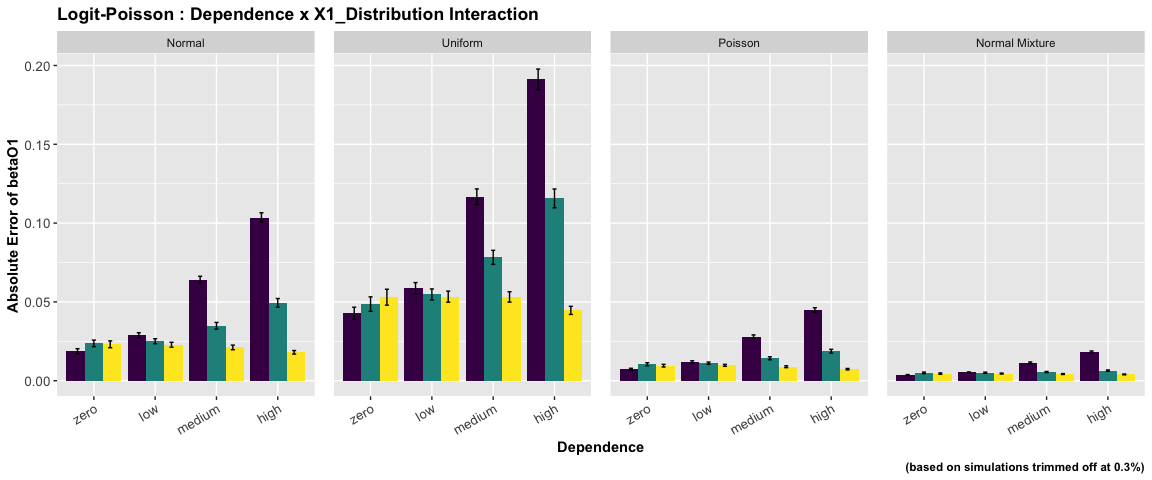 Logit-Poisson : Dependence x X1_Distribution Interaction
Normal
Uniform
Poisson
Normal Mixture
Absolute Error of betaO1
0.20
0.15
0.10
0.05
0.00
zero low medium high
zero low medium high
zero low medium high
zero low medium high
Dependence
(based on simulations trimmed off at 0.3%)